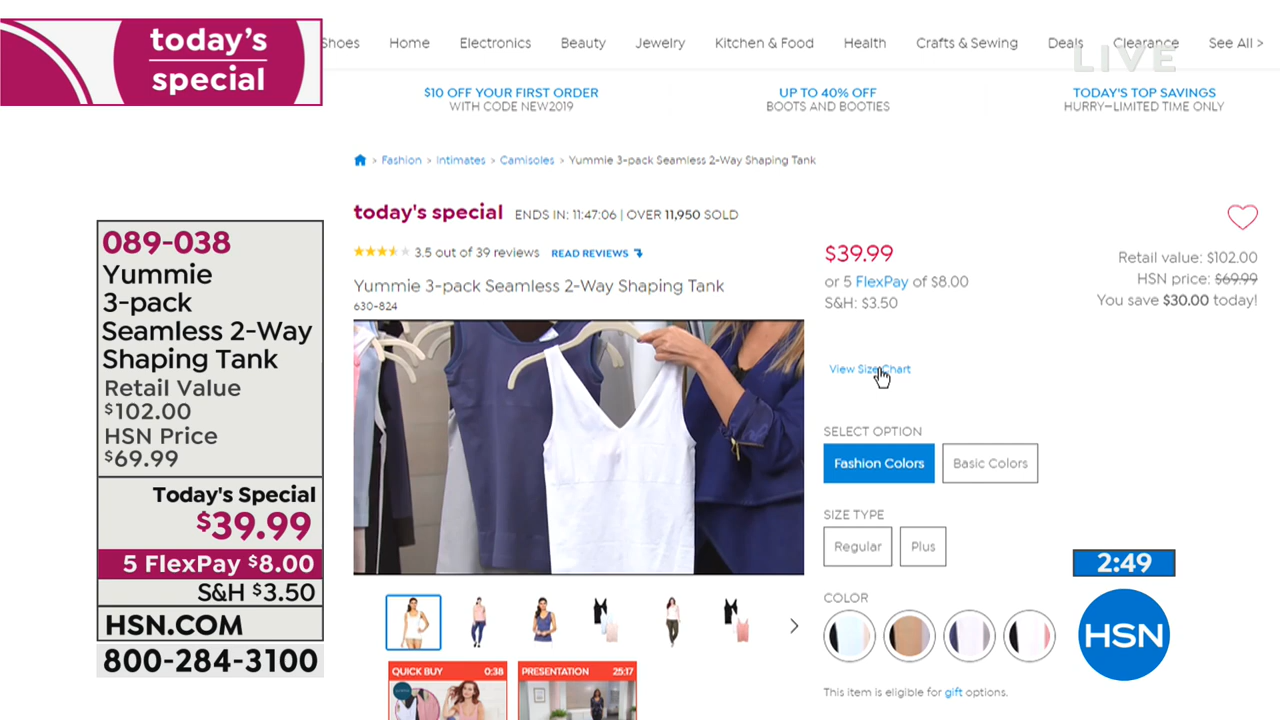 today's
special
Shoes Home Electronics Beauty Jewelry Kitchen & Food Health Crafts & Sewing Deals Clearance See All >
LIVE
$10 OFF YOUR FIRST ORDER
WITH CODE NEW2019
UP TO 40% OFF
BOOTS AND BOOTIES
TODAY'S TOP SAVINGS
HURRY—LIMITED TIME ONLY
> Fashion > Intimates > Camisoles > Yummie 3-pack Seamless 2-Way Shaping Tank
today's special ENDS IN: 11:47:06 | OVER 11,950 SOLD
3.5 out of 39 reviews READ REVIEWS
Yummie 3-pack Seamless 2-Way Shaping Tank
630-824
$39.99
or 5 FlexPay of $8.00
S&H: $3.50
Retail value: $102.00
HSN price: $69.99
You save $30.00 today!
View Size Chart
SELECT OPTION
Fashion Colors Basic Colors
SIZE TYPE
Regular Plus
COLOR
This item is eligible for gift options.
QUICK BUY 0:38
PRESENTATION 25:17
089-038
Yummie
3-pack
Seamless 2-Way
Shaping Tank
Retail Value
$102.00
HSN Price
$69.99
Today's Special
$39.99
5 FlexPay $8.00
S&H $3.50
HSN.COM
800-284-3100
2:49
HSN